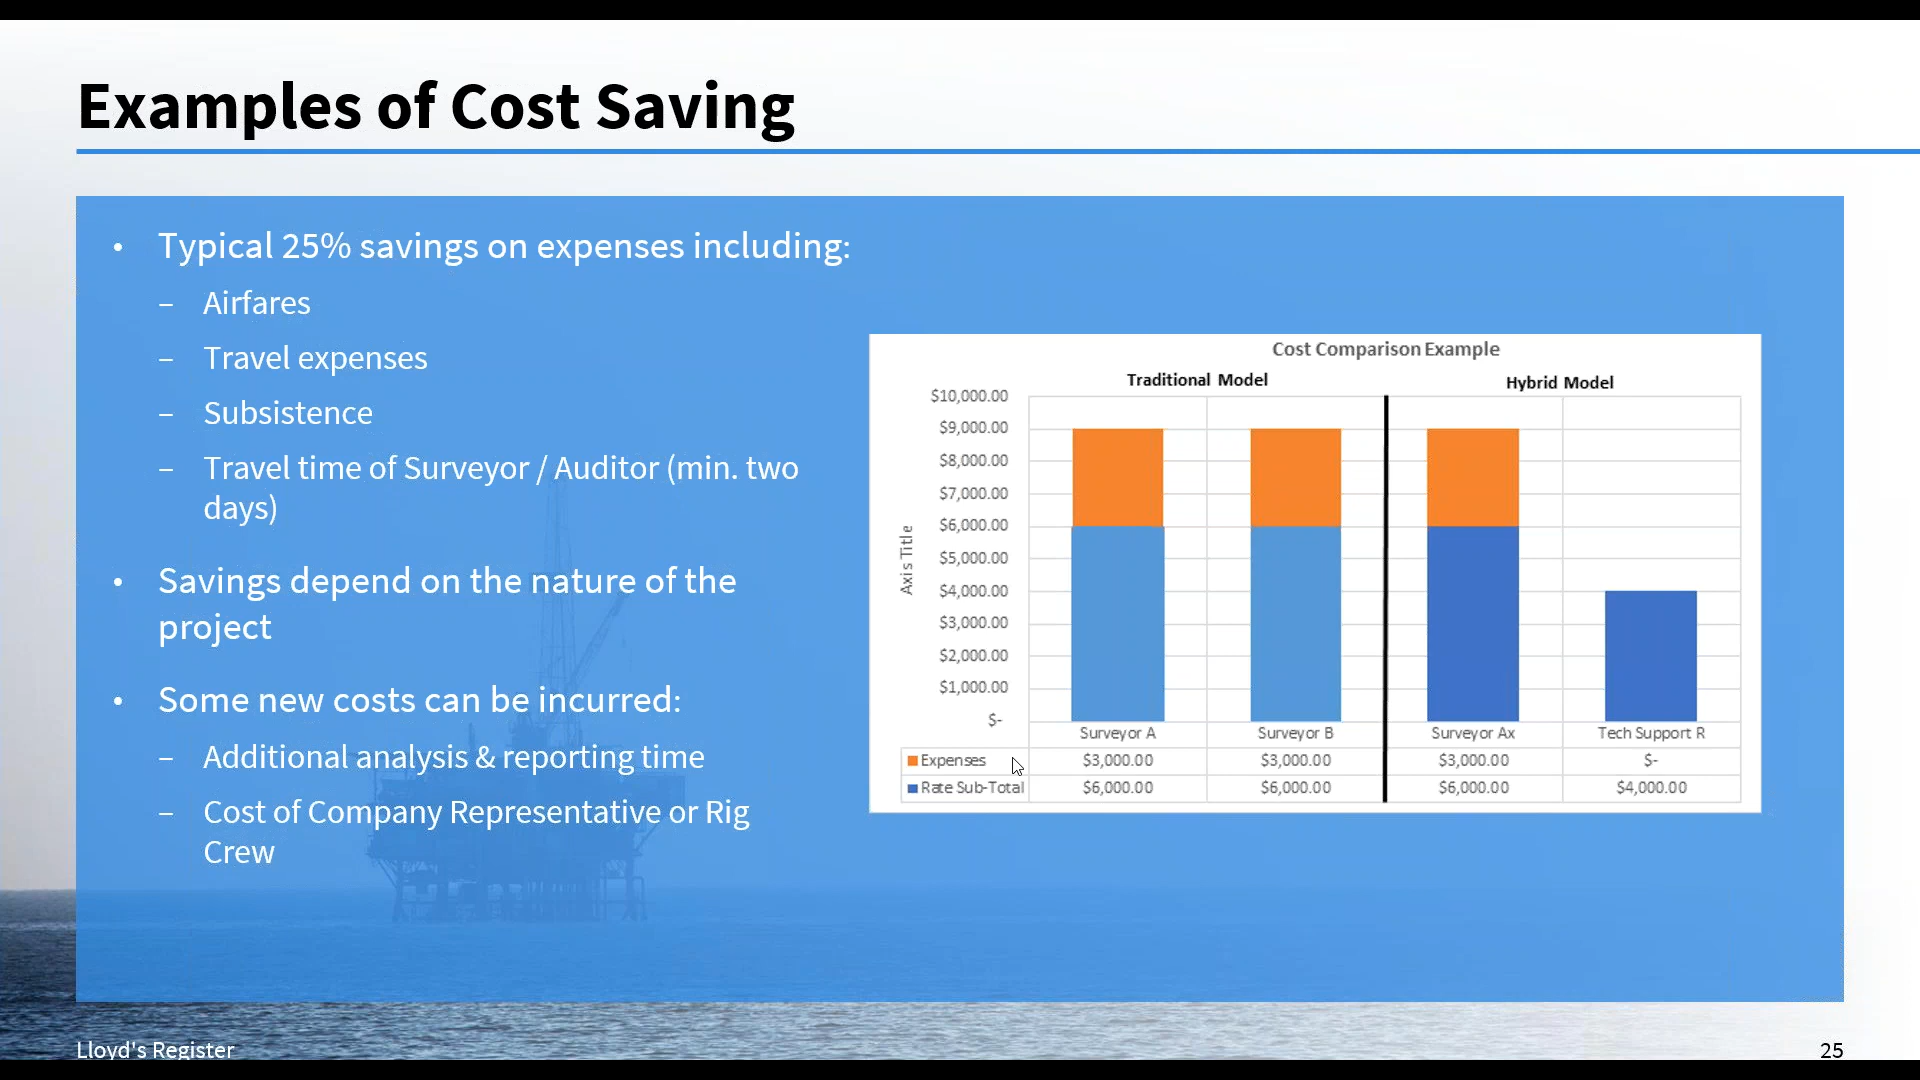 Examples of Cost Saving
• Typical 25% savings on expenses including:
– Airfares
– Travel expenses
– Subsistence
– Travel time of Surveyor / Auditor (min. two
days)
• Savings depend on the nature of the
project
• Some new costs can be incurred:
– Additional analysis & reporting time
– Cost of Company Representative or Rig
Crew
Cost Comparison Example
Traditional Model Hybrid Model
$10,000.00
$9,000.00
$8,000.00
$7,000.00
$6,000.00
$5,000.00
$4,000.00
$3,000.00
$2,000.00
$1,000.00
$-
Axis Title
Surveyor A Surveyor B Surveyor Ax Tech Support R
Expenses $3,000.00 $3,000.00 $3,000.00 $-
Rate Sub-Total $6,000.00 $6,000.00 $6,000.00 $4,000.00
Lloyd's Register 25